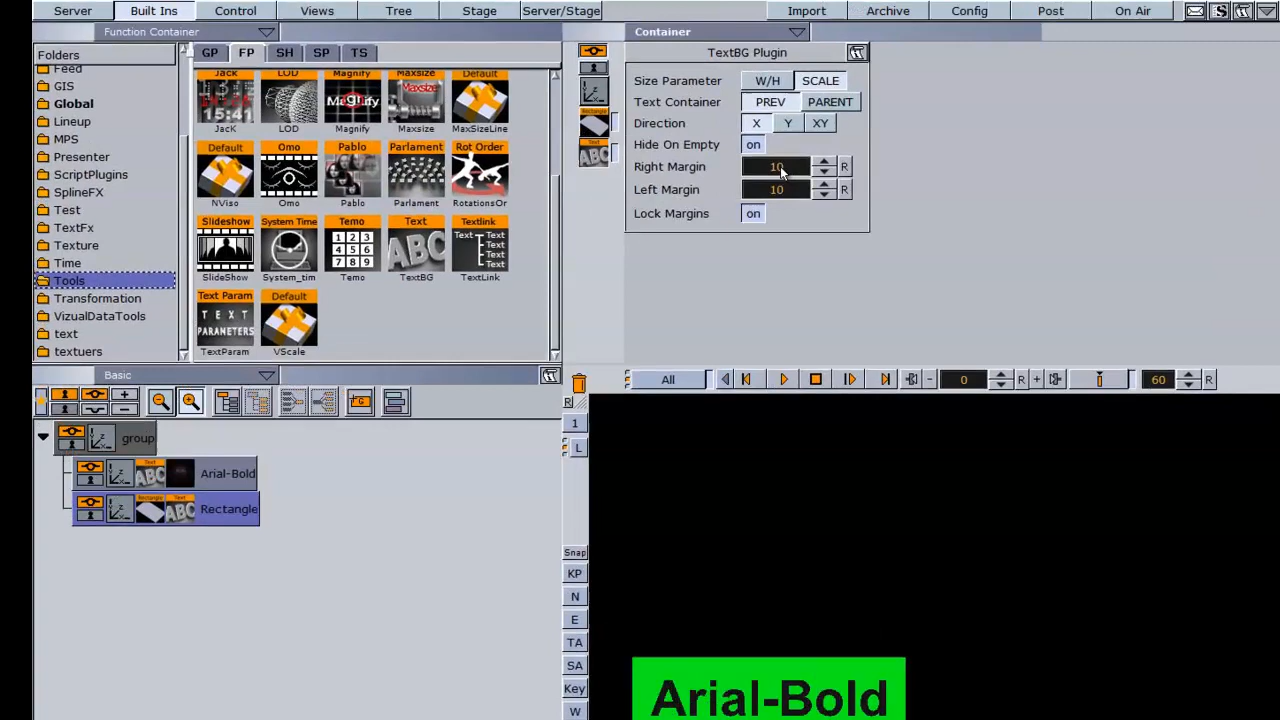 Server Built Ins Control Views Tree Stage Server/Stage Import Archive Config Post On Air
Function Container
Container
Folders
GP FP SH SP TS
TextBG Plugin
Feed
GIS
Global
Lineup
MPS
Presenter
ScriptPlugins
SplineFX
Test
TextFx
Texture
Time
Tools
Transformation
VizualDataTools
text
textuers
Jack LOD Magnify Maxsize Default
JacK LOD Magnify Maxsize MaxSizeLine
Default Omo Pablo Parlament Rot Order
NViso Omo Pablo Parlament RotationsOr
Slideshow System Time Temo Text Textlink
SlideShow System_tim Temo TextBG TextLink
Text Param Default
TEXT
PARAMETERS
TextParam VScale
Size Parameter W/H SCALE
Text Container PREV PARENT
Direction X Y XY
Hide On Empty on
Right Margin 10 R
Left Margin 10 R
Lock Margins on
Rectangle
Text
Basic
All 0 R 60 R
R
1
L
group
Arial-Bold
Rectangle
Snap
KP
N
E
TA
SA
Key
W
Arial-Bold